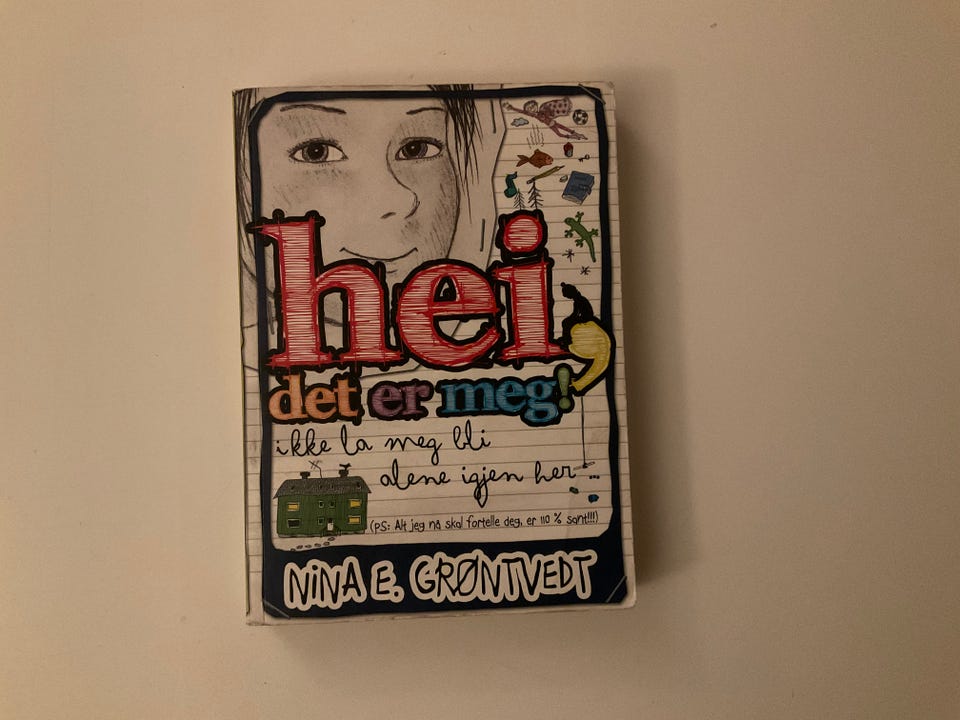 hei,
det er meg!
ikke la meg bli
alene igjen her
(PS: Alt jeg nå skal fortelle deg, er 110 % sant!!!)
NiNA E. GRØNTVEDT